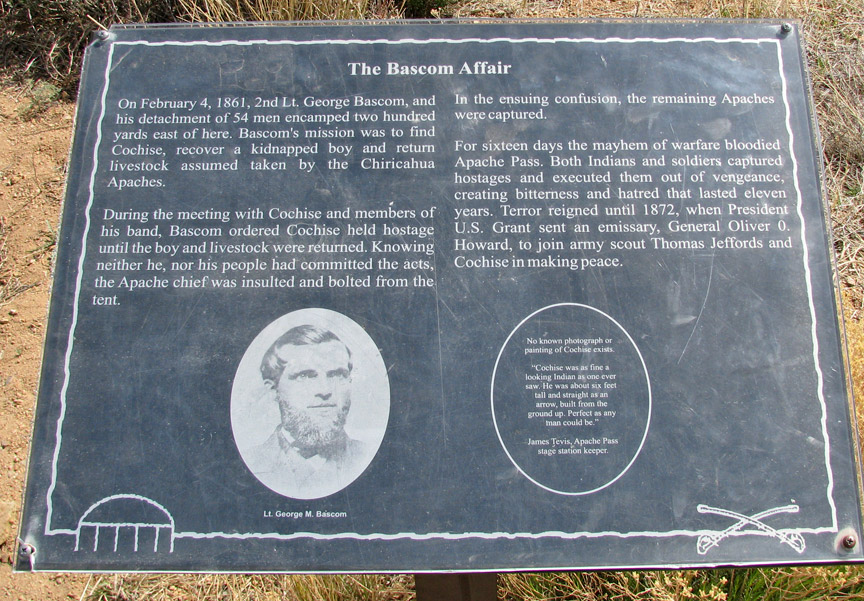 The Bascom Affair
On February 4, 1861, 2nd Lt. George Bascom, and
his detachment of 54 men encamped two hundred
yards east of here. Bascom's mission was to find
Cochise, recover a kidnapped boy and return
livestock assumed taken by the Chiricahua
Apaches.
During the meeting with Cochise and members of
his band, Bascom ordered Cochise held hostage
until the boy and livestock were returned. Knowing
neither he, nor his people had committed the acts,
the Apache chief was insulted and bolted from the
tent.
In the ensuing confusion, the remaining Apaches
were captured.
For sixteen days the mayhem of warfare bloodied
Apache Pass. Both Indians and soldiers captured
hostages and executed them out of vengeance,
creating bitterness and hatred that lasted eleven
years. Terror reigned until 1872, when President
U.S. Grant sent an emissary, General Oliver 0.
Howard, to join army scout Thomas Jeffords and
Cochise in making peace.
Lt. George M. Bascom
No known photograph or
painting of Cochise exists.
"Cochise was as fine a
looking Indian as one ever
saw. He was about six feet
tall and straight as an
arrow, built from the
ground up. Perfect as any
man could be."
James Tevis, Apache Pass
stage station keeper.